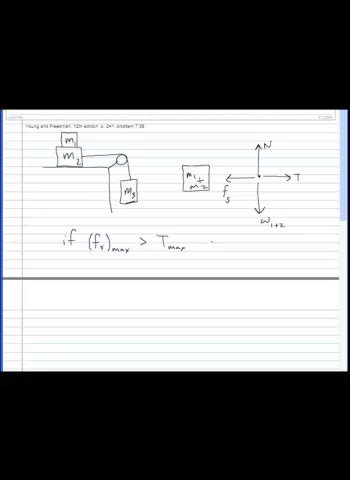 Young and Freedman, 12th edition, p. 241, problem 7.38
m₁
m₂
m₃
m₁+
m₂
N
T
fₛ
W₁₊₂
if (fₛ)max > Tmax